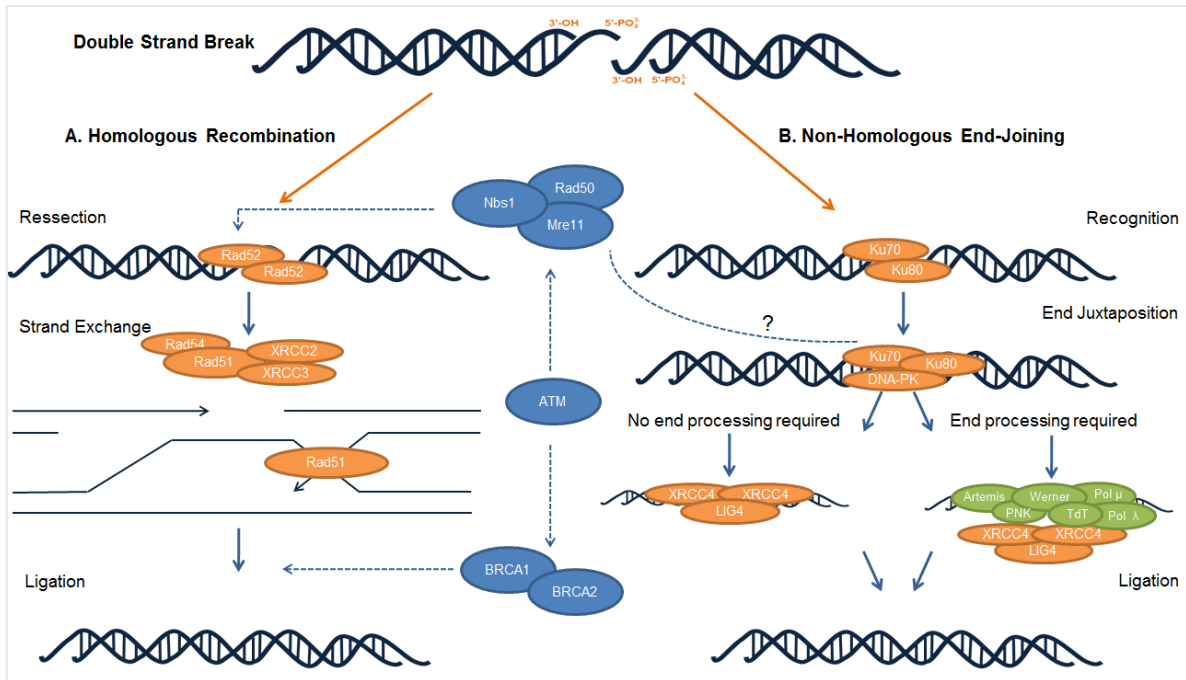 Double Strand Break
3'-OH
5'-PO₄³⁻
3'-OH
5'-PO₄³⁻
A. Homologous Recombination
B. Non-Homologous End-Joining
Nbs1
Rad50
Mre11
Ressection
Recognition
Rad52
Rad52
Ku70
Ku80
Strand Exchange
End Juxtaposition
?
Rad54
Rad51
XRCC2
XRCC3
Ku70
Ku80
DNA-PK
ATM
No end processing required
End processing required
Rad51
XRCC4
XRCC4
LIG4
Artemis
Werner
Pol μ
PNK
TdT
Pol λ
XRCC4
XRCC4
LIG4
BRCA1
BRCA2
Ligation
Ligation